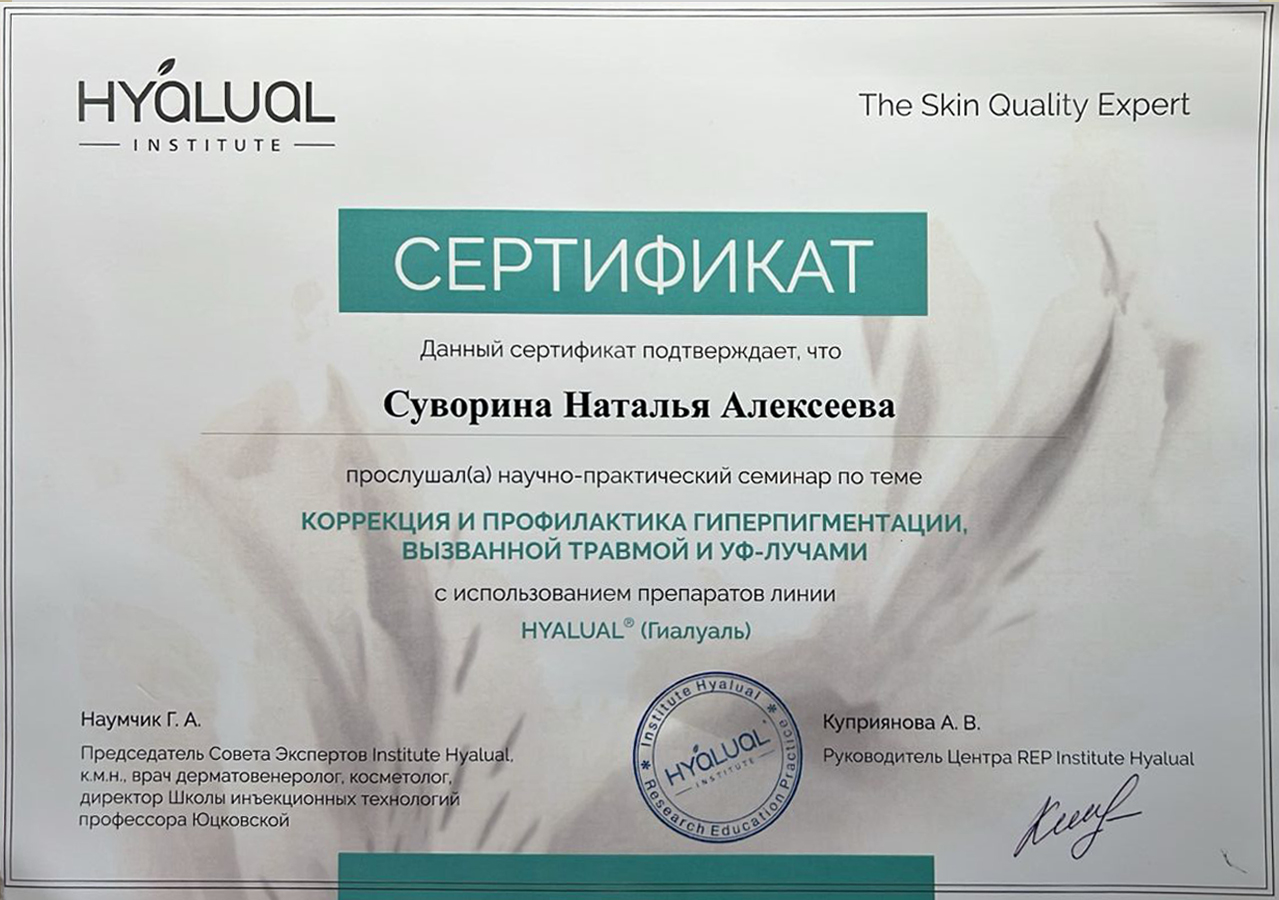 HYALUAL
INSTITUTE
The Skin Quality Expert
СЕРТИФИКАТ
Данный сертификат подтверждает, что
Суворина Наталья Алексеева
прослушал(а) научно-практический семинар по теме
КОРРЕКЦИЯ И ПРОФИЛАКТИКА ГИПЕРПИГМЕНТАЦИИ,
ВЫЗВАННОЙ ТРАВМОЙ И УФ-ЛУЧАМИ
с использованием препаратов линии
HYALUAL® (Гиалуаль)
Наумчик Г. А.
Председатель Совета Экспертов Institute Hyalual,
к.м.н., врач дерматовенеролог, косметолог,
директор Школы инъекционных технологий
профессора Юцковской
* Institute Hyalual *
Research Education Practice
HYALUAL
INSTITUTE
Куприянова А. В.
Руководитель Центра REP Institute Hyalual